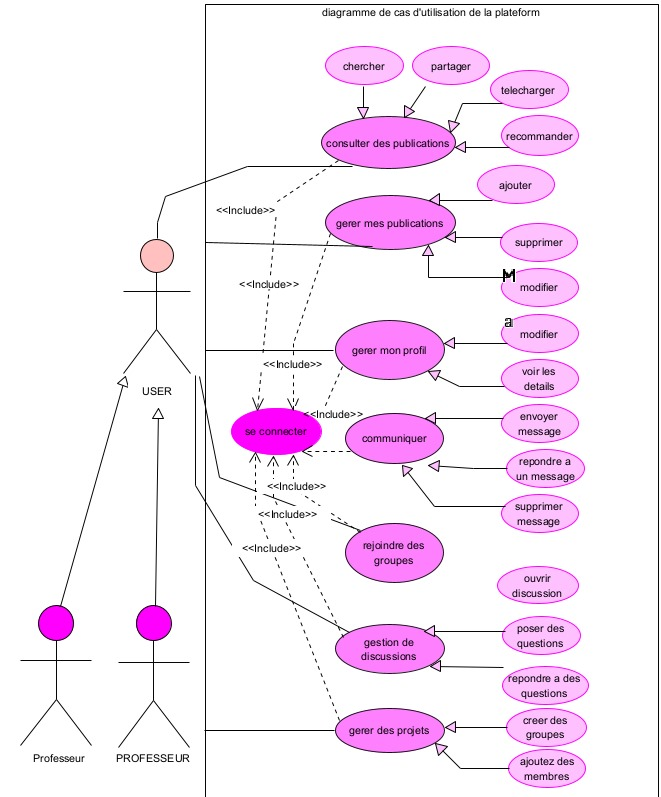 diagramme de cas d'utilisation de la plateform
chercher
partager
telecharger
consulter des publications
recommander
ajouter
<<Include>>
gerer mes publications
supprimer
<<Include>>
M
modifier
a
modifier
gerer mon profil
<<Include>>
voir les
details
USER
<<Include>>
envoyer
message
se connecter
communiquer
repondre a
un message
<<Include>>
supprimer
message
<<Include>>
rejoindre des
groupes
<<Include>>
ouvrir
discussion
poser des
questions
gestion de
discussions
repondre a des
questions
gerer des projets
creer des
groupes
Professeur
PROFESSEUR
ajoutez des
membres